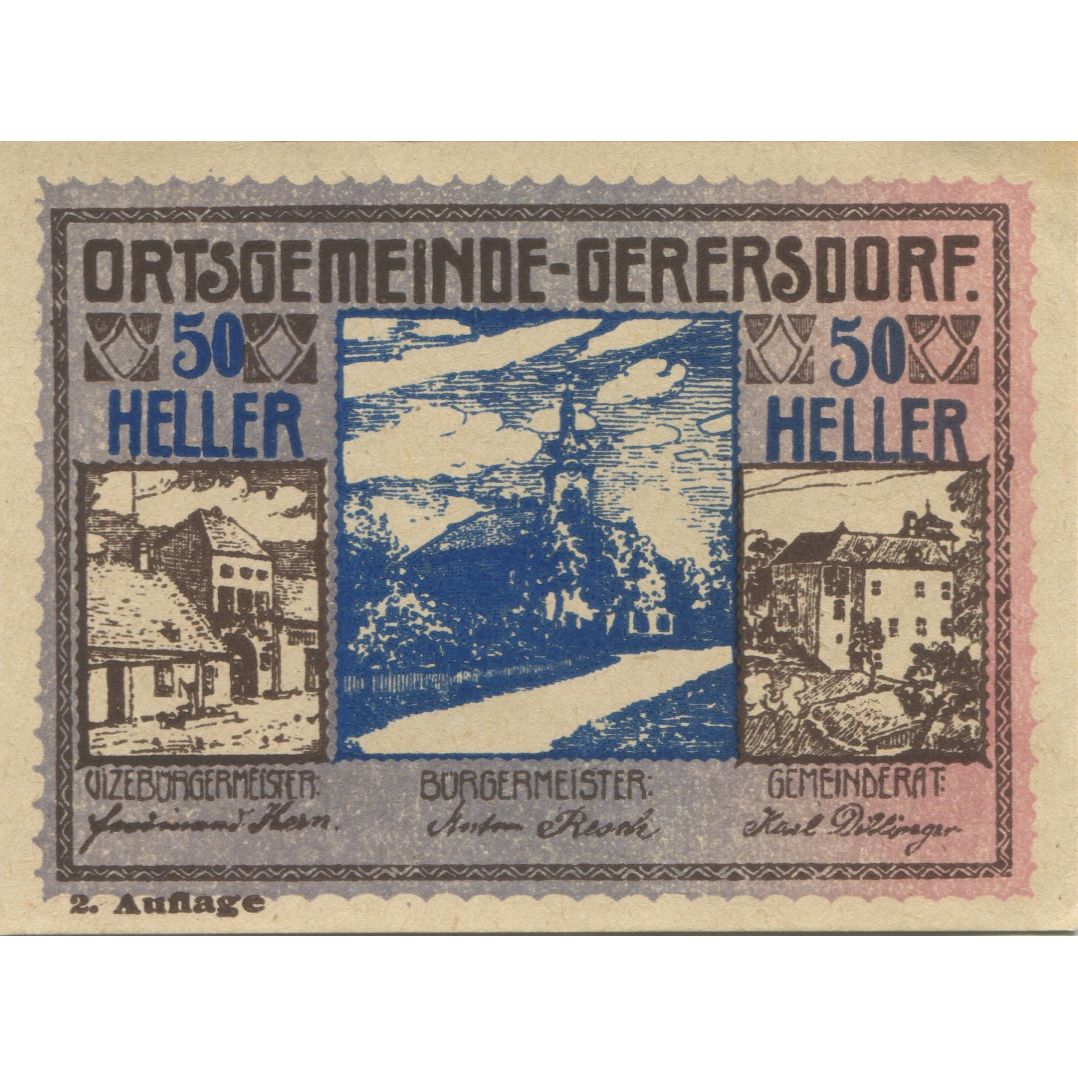 ORTSGEMEINDE-GERERSDORF.
50 50
HELLER HELLER
VIZEBÜRGERMEISTER: BÜRGERMEISTER: GEMEINDERAT:
Ferdinand Kern. Anton Resch Karl Dillinger
2. Auflage